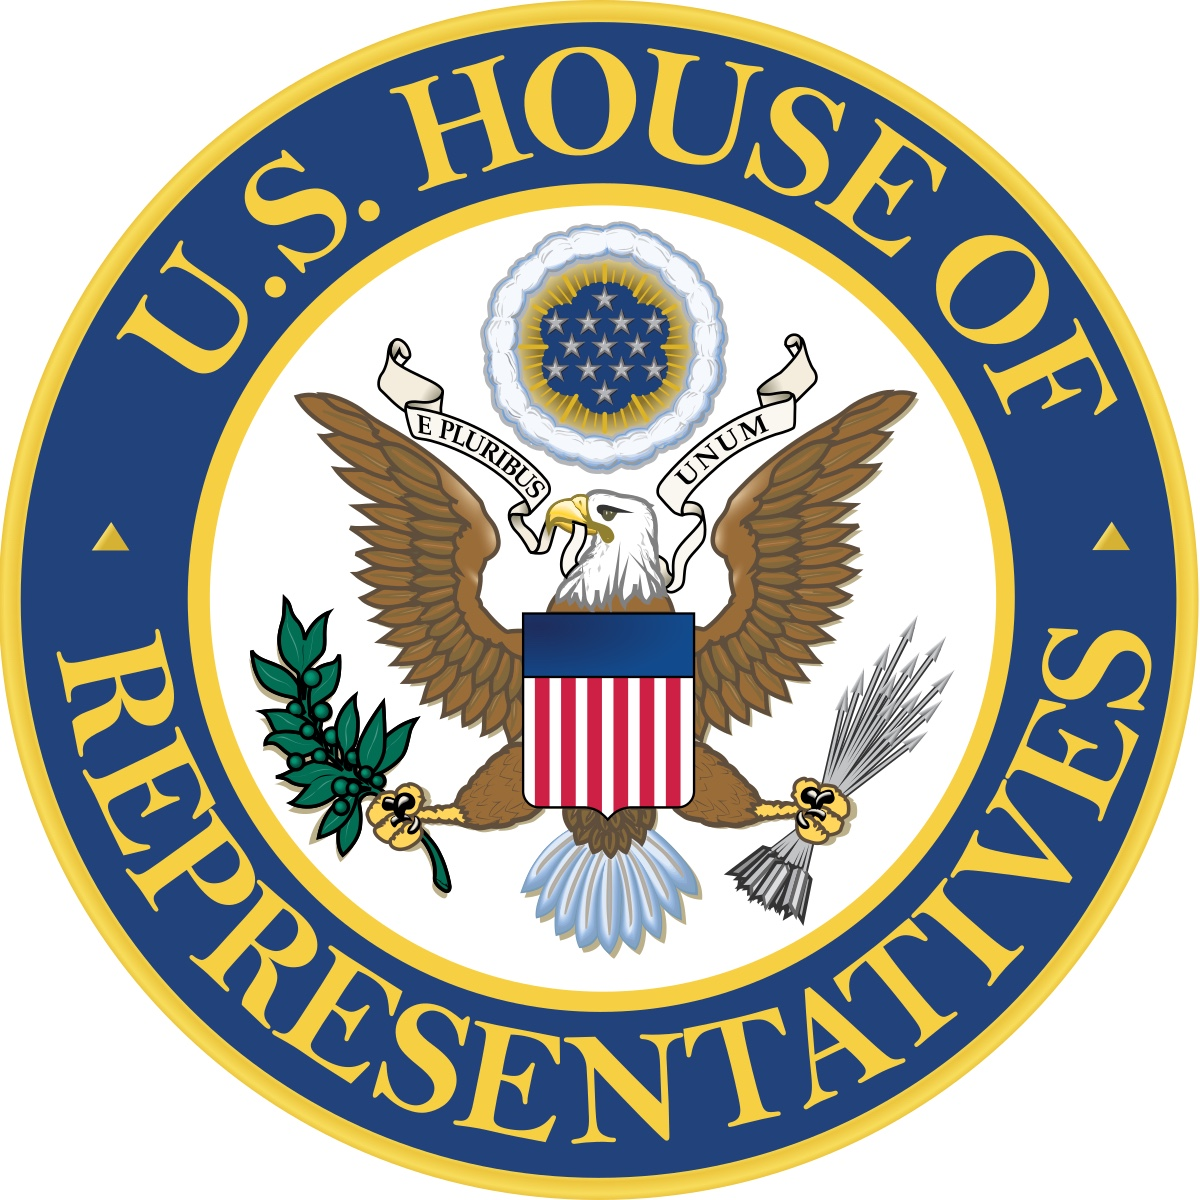 U.S. HOUSE OF
E PLURIBUS UNUM
REPRESENTATIVES